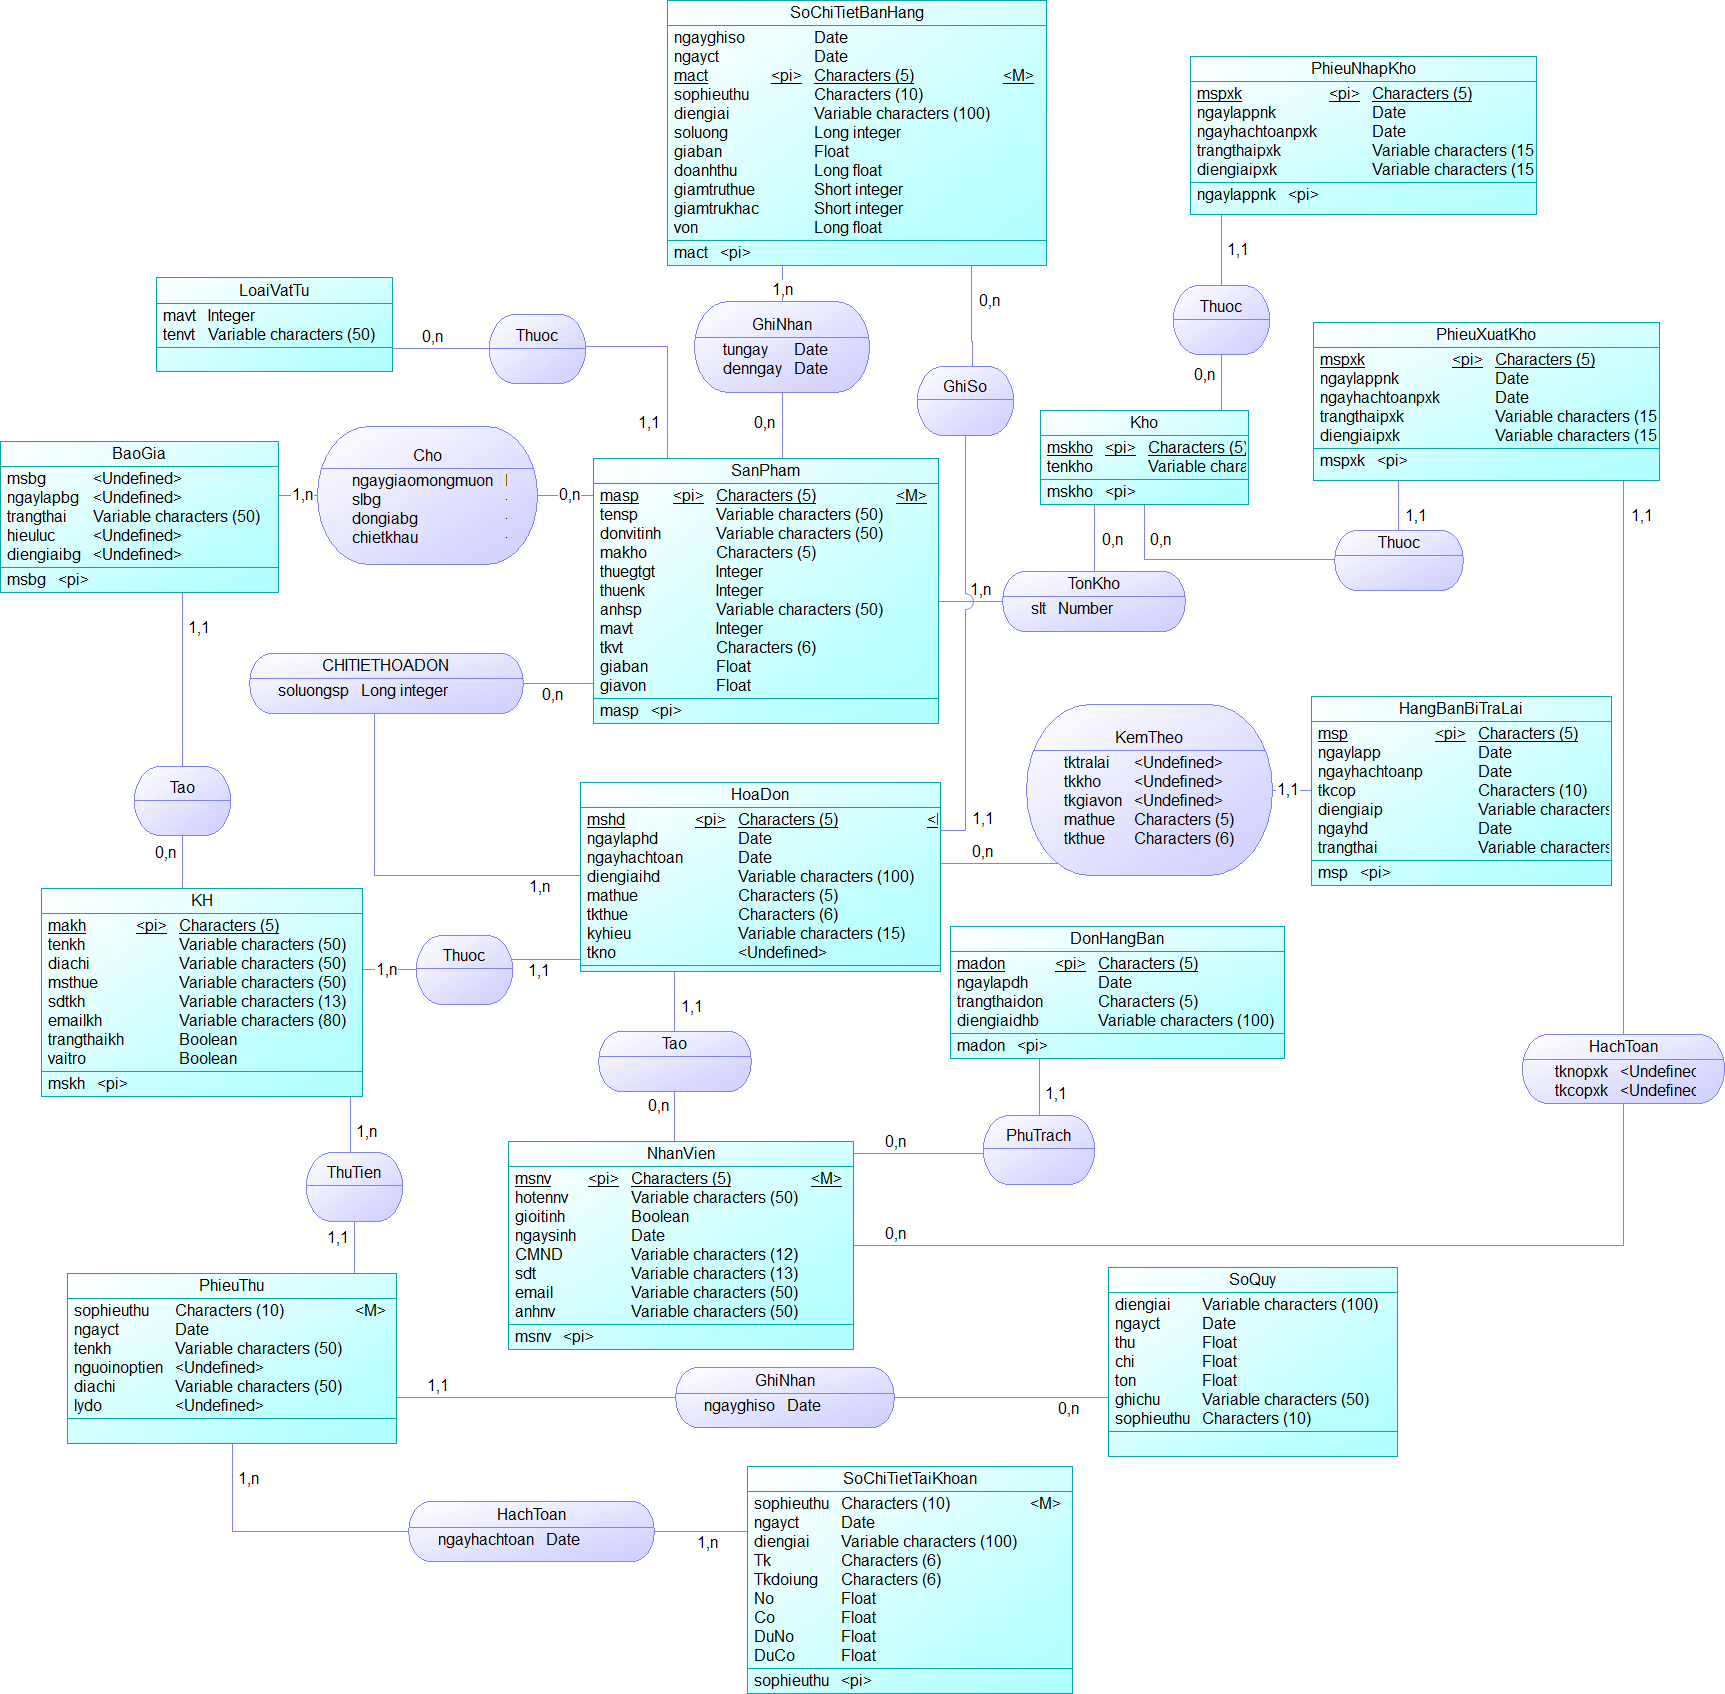 SoChiTietBanHang
ngayghiso Date
ngayct Date
mact <pi> Characters (5) <M>
sophieuthu Characters (10)
diengiai Variable characters (100)
soluong Long integer
giaban Float
doanhthu Long float
giamtruthue Short integer
giamtrukhac Short integer
von Long float
mact <pi>
PhieuNhapKho
mspxk <pi> Characters (5)
ngaylappnk Date
ngayhachtoanpxk Date
trangthaipxk Variable characters (15
diengiaipxk Variable characters (15
ngaylappnk <pi>
1,1
Thuoc
0,n
LoaiVatTu
mavt Integer
tenvt Variable characters (50)
0,n
Thuoc
1,1
1,n
GhiNhan
tungay Date
denngay Date
0,n
0,n
GhiSo
1,1
PhieuXuatKho
mspxk <pi> Characters (5)
ngaylappnk Date
ngayhachtoanpxk Date
trangthaipxk Variable characters (15
diengiaipxk Variable characters (15
mspxk <pi>
1,1
Thuoc
0,n
1,1
Kho
mskho <pi> Characters (5)
tenkho Variable chara
mskho <pi>
0,n
TonKho
slt Number
1,n
BaoGia
msbg <Undefined>
ngaylapbg <Undefined>
trangthai Variable characters (50)
hieuluc <Undefined>
diengiaibg <Undefined>
msbg <pi>
1,n
Cho
ngaygiaomongmuon
slbg
dongiabg
chietkhau
0,n
SanPham
masp <pi> Characters (5) <M>
tensp Variable characters (50)
donvitinh Variable characters (50)
makho Characters (5)
thuegtgt Integer
thuenk Integer
anhsp Variable characters (50)
mavt Integer
tkvt Characters (6)
giaban Float
giavon Float
masp <pi>
1,1
Tao
0,n
CHITIETHOADON
soluongsp Long integer
0,n
1,n
HoaDon
mshd <pi> Characters (5)
ngaylaphd Date
ngayhachtoan Date
diengiaihd Variable characters (100)
mathue Characters (5)
tkthue Characters (6)
kyhieu Variable characters (15)
tkno <Undefined>
0,n
KemTheo
tktralai <Undefined>
tkkho <Undefined>
tkgiavon <Undefined>
mathue Characters (5)
tkthue Characters (6)
1,1
HangBanBiTraLai
msp <pi> Characters (5)
ngaylapp Date
ngayhachtoanp Date
tkcop Characters (10)
diengiaip Variable characters
ngayhd Date
trangthai Variable characters
msp <pi>
KH
makh <pi> Characters (5)
tenkh Variable characters (50)
diachi Variable characters (50)
msthue Variable characters (50)
sdtkh Variable characters (13)
emailkh Variable characters (80)
trangthaikh Boolean
vaitro Boolean
mskh <pi>
1,n
Thuoc
1,1
DonHangBan
madon <pi> Characters (5)
ngaylapdh Date
trangthaidon Characters (5)
diengiaidhb Variable characters (100)
madon <pi>
1,1
PhuTrach
0,n
1,1
Tao
0,n
HachToan
tknopxk <Undefined
tkcopxk <Undefined
0,n
NhanVien
msnv <pi> Characters (5) <M>
hotennv Variable characters (50)
gioitinh Boolean
ngaysinh Date
CMND Variable characters (12)
sdt Variable characters (13)
email Variable characters (50)
anhnv Variable characters (50)
msnv <pi>
1,n
ThuTien
1,1
PhieuThu
sophieuthu Characters (10) <M>
ngayct Date
tenkh Variable characters (50)
nguoinoptien <Undefined>
diachi Variable characters (50)
lydo <Undefined>
1,1
GhiNhan
ngayghiso Date
0,n
SoQuy
diengiai Variable characters (100)
ngayct Date
thu Float
chi Float
ton Float
ghichu Variable characters (50)
sophieuthu Characters (10)
1,n
HachToan
ngayhachtoan Date
1,n
SoChiTietTaiKhoan
sophieuthu Characters (10) <M>
ngayct Date
diengiai Variable characters (100)
Tk Characters (6)
Tkdoiung Characters (6)
No Float
Co Float
DuNo Float
DuCo Float
sophieuthu <pi>